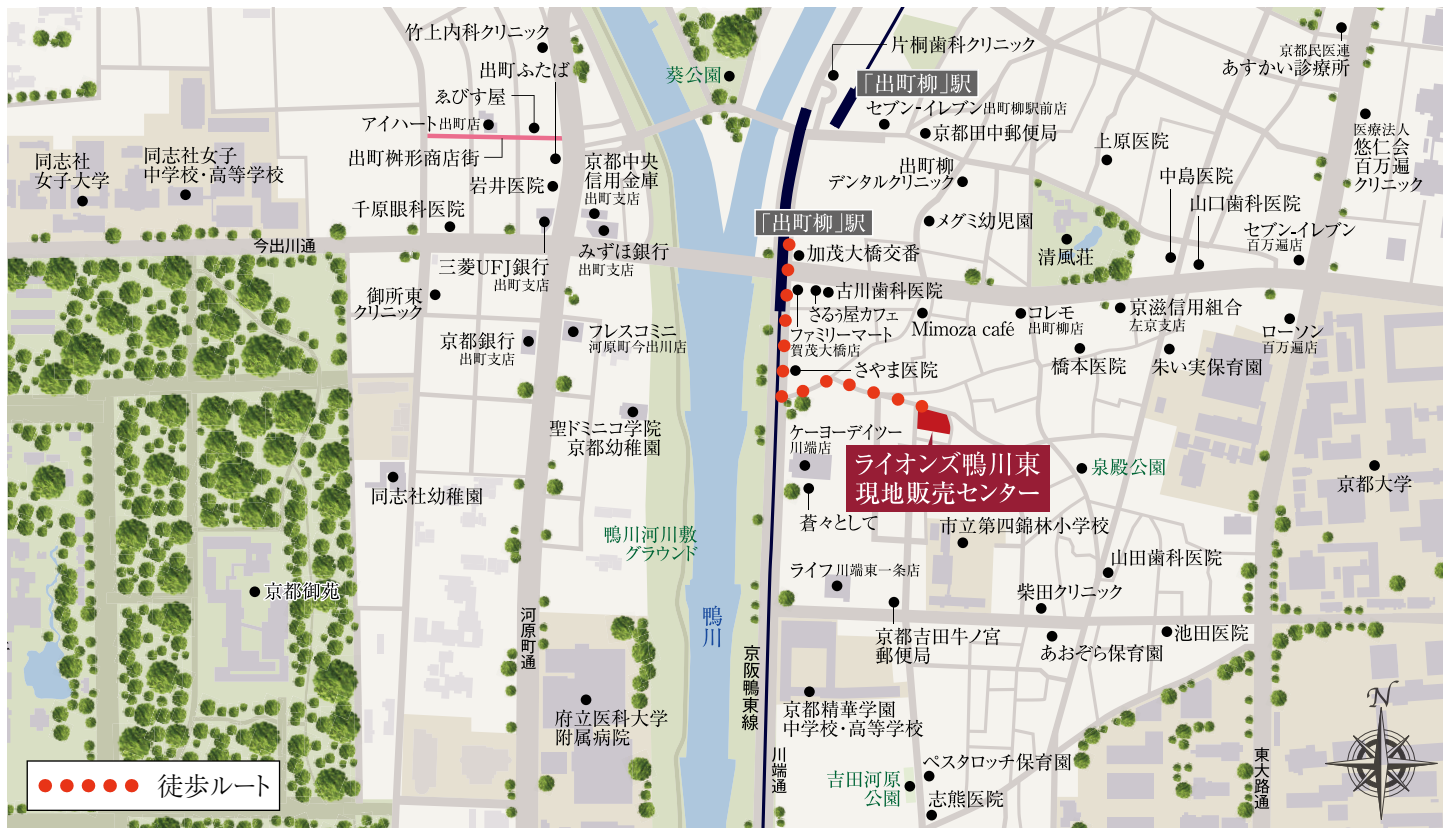 竹上内科クリニック
出町ふたば
ゑびす屋
アイハート出町店
出町桝形商店街
岩井医院
千原眼科医院
同志社
女子大学
同志社女子
中学校・高等学校
京都中央
信用金庫
出町支店
みずほ銀行
出町支店
今出川通
三菱UFJ銀行
出町支店
御所東
クリニック
京都銀行
出町支店
フレスコミニ
河原町今出川店
聖ドミニコ学院
京都幼稚園
同志社幼稚園
京都御苑
河原町通
府立医科大学
附属病院
葵公園
鴨川河川敷
グラウンド
鴨川
京阪鴨東線
川端通
片桐歯科クリニック
「出町柳」駅
セブン-イレブン出町柳駅前店
京都田中郵便局
出町柳
デンタルクリニック
メグミ幼児園
「出町柳」駅
加茂大橋交番
古川歯科医院
さるぅ屋カフェ
ファミリーマート
賀茂大橋店
さやま医院
Mimoza café
コレモ
出町柳店
京滋信用組合
左京支店
橋本医院
朱い実保育園
上原医院
清風荘
中島医院
山口歯科医院
セブン-イレブン
百万遍店
ローソン
百万遍店
京都民医連
あすかい診療所
医療法人
悠仁会
百万遍
クリニック
ケーヨーデイツー
川端店
蒼々として
ライオンズ鴨川東
現地販売センター
泉殿公園
京都大学
市立第四錦林小学校
山田歯科医院
柴田クリニック
ライフ川端東一条店
京都吉田牛ノ宮
郵便局
あおぞら保育園
池田医院
京都精華学園
中学校・高等学校
ペスタロッチ保育園
吉田河原
公園
志熊医院
東大路通
N
徒歩ルート